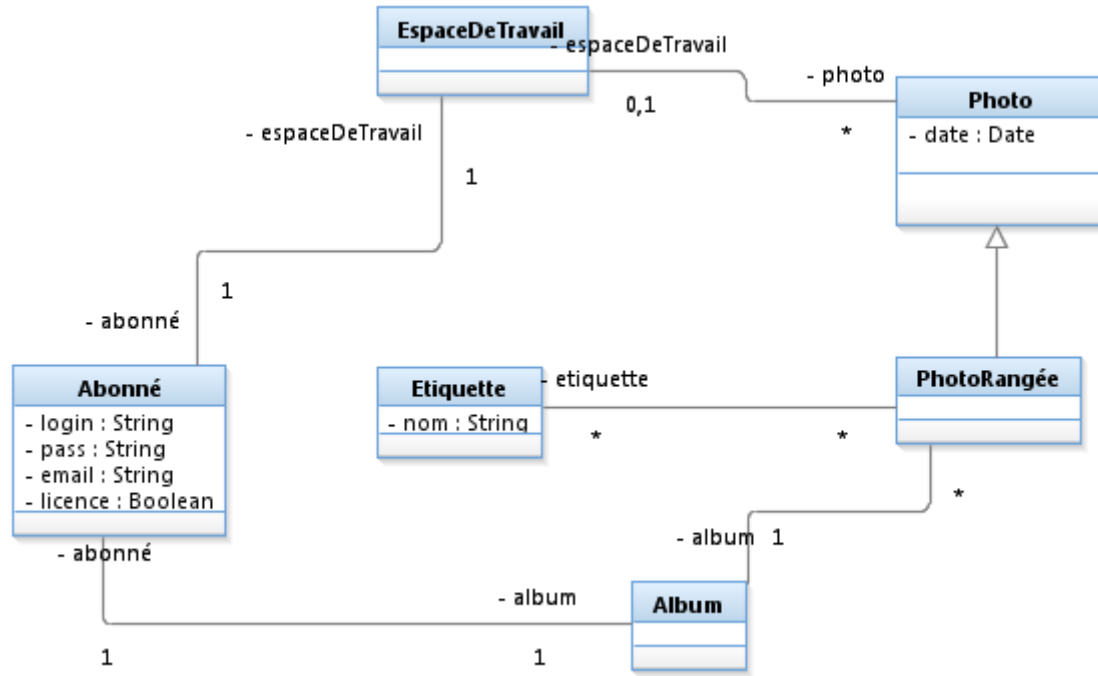 EspaceDeTravail
- espaceDeTravail
- photo
0,1
*
Photo
- date : Date
- espaceDeTravail
1
1
- abonné
Abonné
- login : String
- pass : String
- email : String
- licence : Boolean
Etiquette
- nom : String
- etiquette
*
*
PhotoRangée
*
- album 1
- abonné
- album
Album
1
1